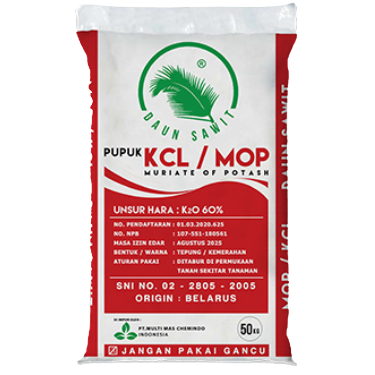 ®
DAUN SAWIT
PUPUK KCL / MOP
MURIATE OF POTASH
UNSUR HARA : K2O 60%
NO. PENDAFTARAN : 01.03.2020.625
NO. NPB : 107-551-180561
MASA IZIN EDAR : AGUSTUS 2025
BENTUK / WARNA : TEPUNG / KEMERAHAN
ATURAN PAKAI : DITABUR DI PERMUKAAN
TANAH SEKITAR TANAMAN
SNI NO. 02 - 2805 - 2005
ORIGIN : BELARUS
DI IMPOR OLEH :
PT.MULTI MAS CHEMINDO
INDONESIA
50KG
JANGAN PAKAI GANCU
MOP / KCL DAUN SAWIT